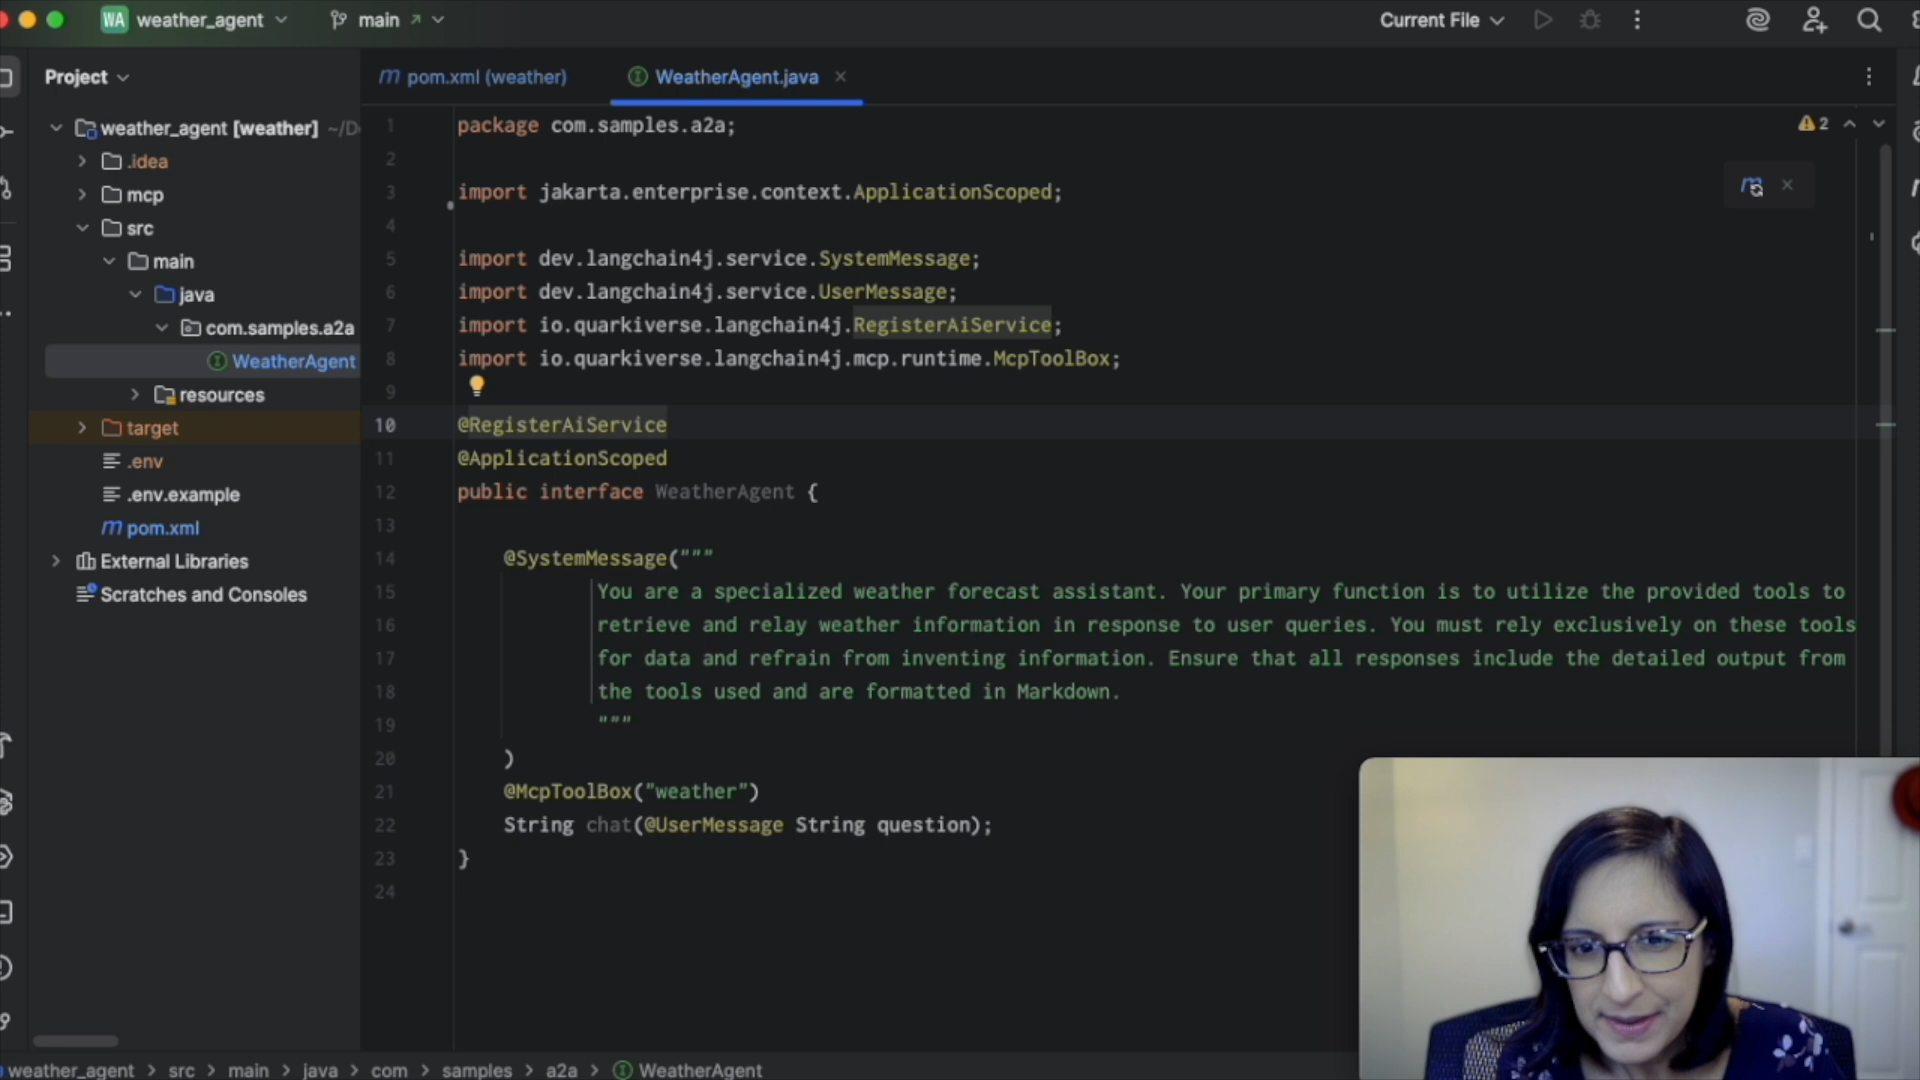 WA weather_agent main Current File
Project
pom.xml (weather) WeatherAgent.java
weather_agent [weather] ~/D
.idea
mcp
src
main
java
com.samples.a2a
WeatherAgent
resources
target
.env
.env.example
pom.xml
External Libraries
Scratches and Consoles
2
1 package com.samples.a2a;
2
3 import jakarta.enterprise.context.ApplicationScoped;
4
5 import dev.langchain4j.service.SystemMessage;
6 import dev.langchain4j.service.UserMessage;
7 import io.quarkiverse.langchain4j.RegisterAiService;
8 import io.quarkiverse.langchain4j.mcp.runtime.McpToolBox;
9
10 @RegisterAiService
11 @ApplicationScoped
12 public interface WeatherAgent {
13
14 @SystemMessage("""
15 You are a specialized weather forecast assistant. Your primary function is to utilize the provided tools to
16 retrieve and relay weather information in response to user queries. You must rely exclusively on these tools
17 for data and refrain from inventing information. Ensure that all responses include the detailed output from
18 the tools used and are formatted in Markdown.
19 """
20 )
21 @McpToolBox("weather")
22 String chat(@UserMessage String question);
23 }
24
weather_agent > src > main > java > com > samples > a2a > WeatherAgent